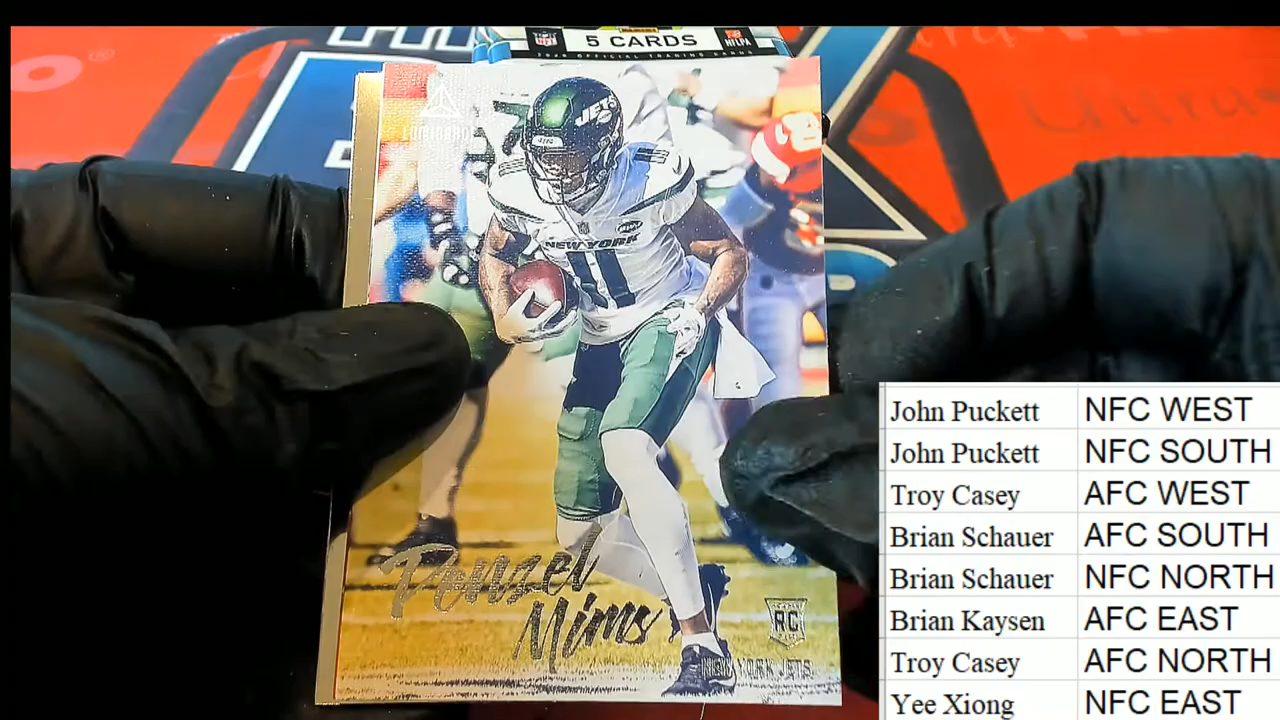 5 CARDS
JETS
LUMINANCE
NEW YORK
11
Denzel
Mims
RC
NEW YORK JETS
John Puckett NFC WEST
John Puckett NFC SOUTH
Troy Casey AFC WEST
Brian Schauer AFC SOUTH
Brian Schauer NFC NORTH
Brian Kaysen AFC EAST
Troy Casey AFC NORTH
Yee Xiong NFC EAST